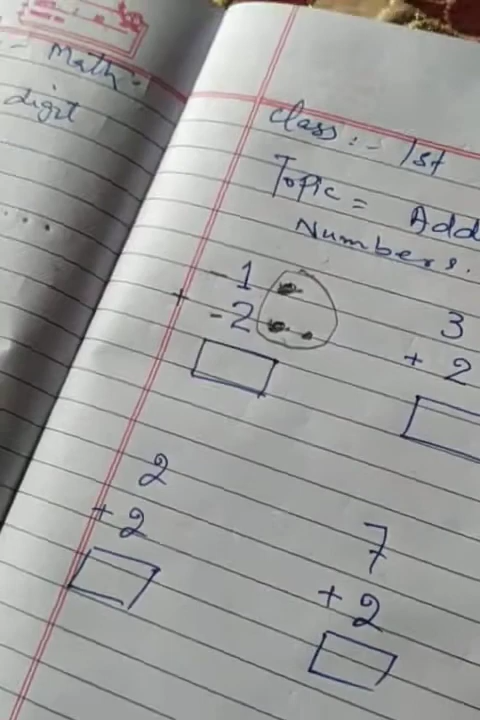 - Math -
digit
Class :- 1st
Topic = Add
Numbers.
- 1
+ - 2
3
+ 2
2
+ 2
7
+ 2